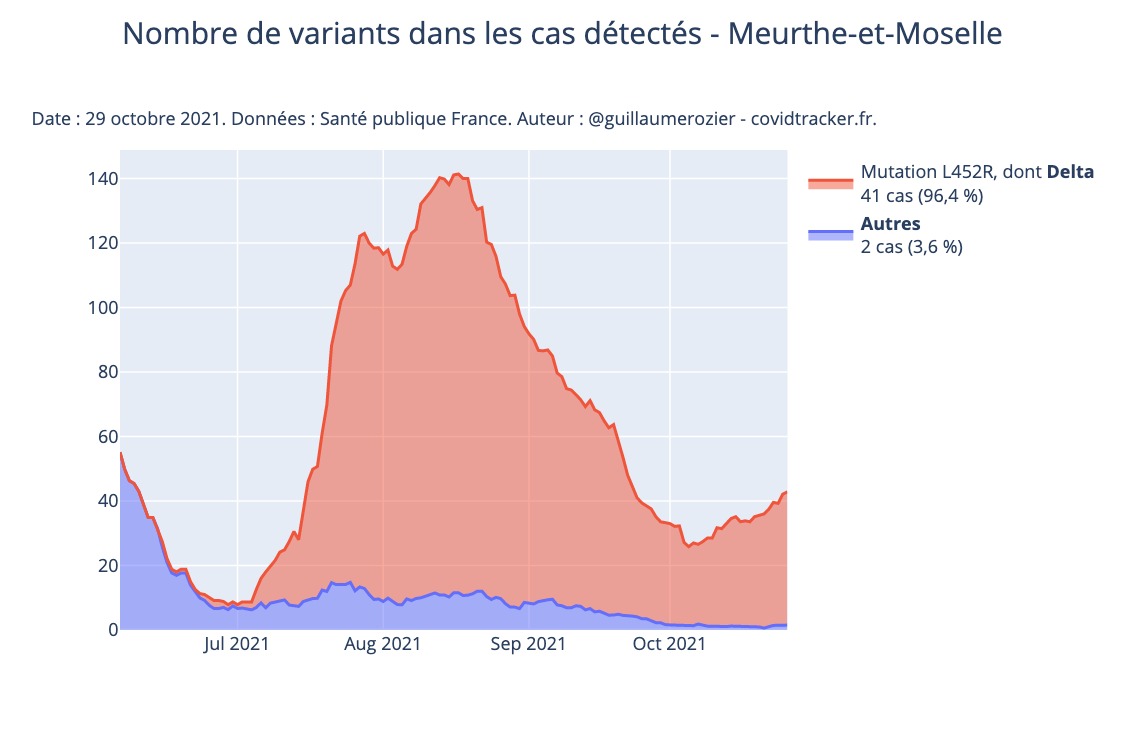 Nombre de variants dans les cas détectés - Meurthe-et-Moselle
Date : 29 octobre 2021. Données : Santé publique France. Auteur : @guillaumerozier - covidtracker.fr.
140
120
100
80
60
40
20
0
Jul 2021
Aug 2021
Sep 2021
Oct 2021
Mutation L452R, dont Delta
41 cas (96,4 %)
Autres
2 cas (3,6 %)